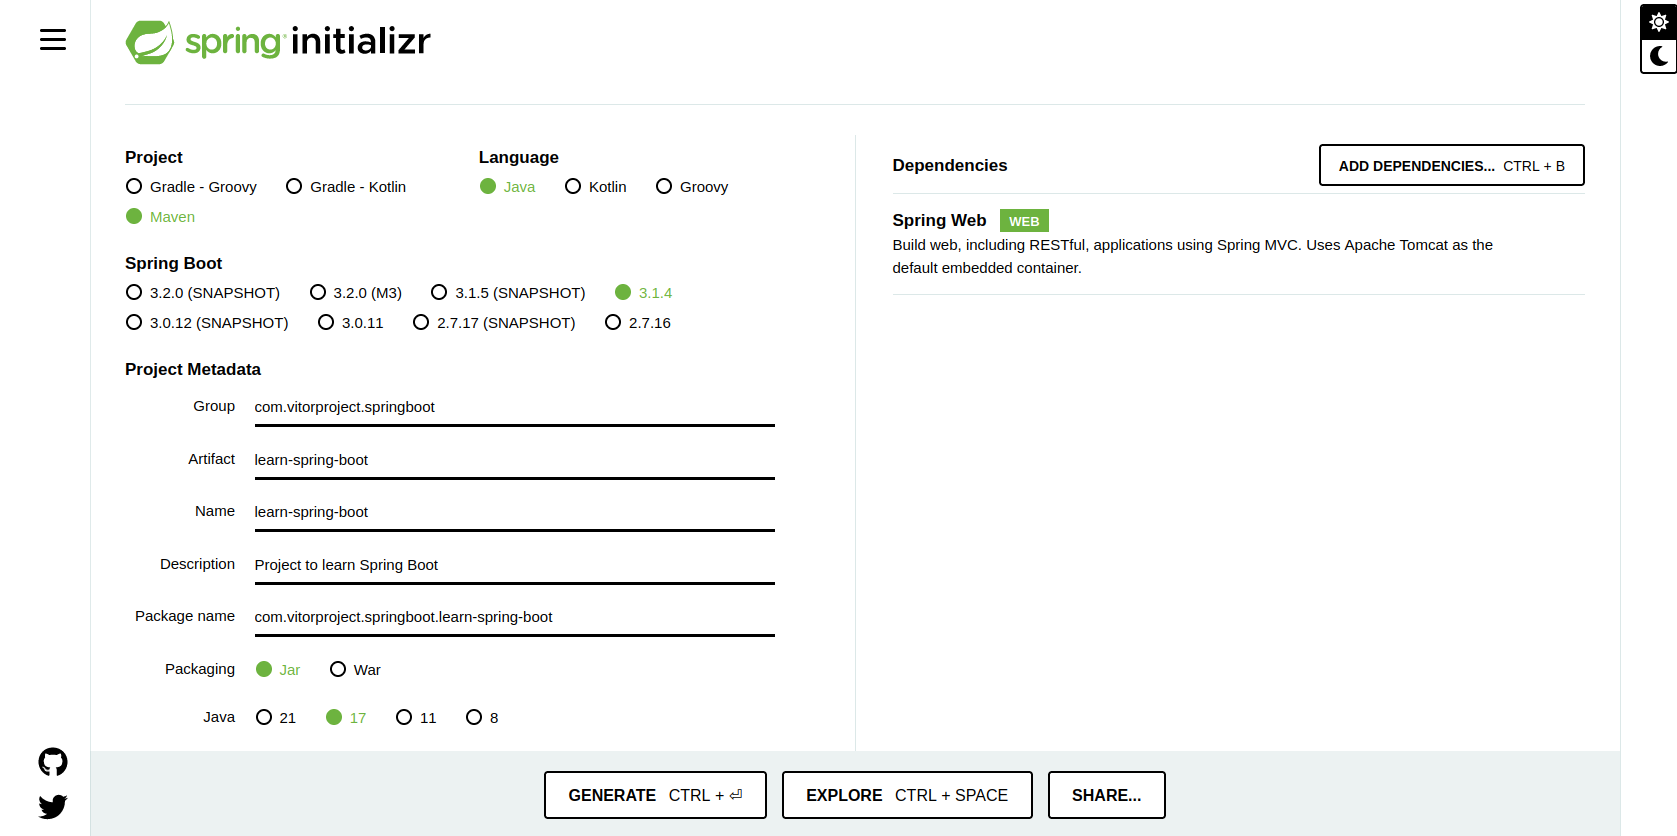 spring initializr
Project
Gradle - Groovy Gradle - Kotlin
Maven
Language
Java Kotlin Groovy
Spring Boot
3.2.0 (SNAPSHOT) 3.2.0 (M3) 3.1.5 (SNAPSHOT) 3.1.4
3.0.12 (SNAPSHOT) 3.0.11 2.7.17 (SNAPSHOT) 2.7.16
Project Metadata
Group com.vitorproject.springboot
Artifact learn-spring-boot
Name learn-spring-boot
Description Project to learn Spring Boot
Package name com.vitorproject.springboot.learn-spring-boot
Packaging Jar War
Java 21 17 11 8
Dependencies ADD DEPENDENCIES... CTRL + B
Spring Web WEB
Build web, including RESTful, applications using Spring MVC. Uses Apache Tomcat as the
default embedded container.
GENERATE CTRL + ⏎ EXPLORE CTRL + SPACE SHARE...